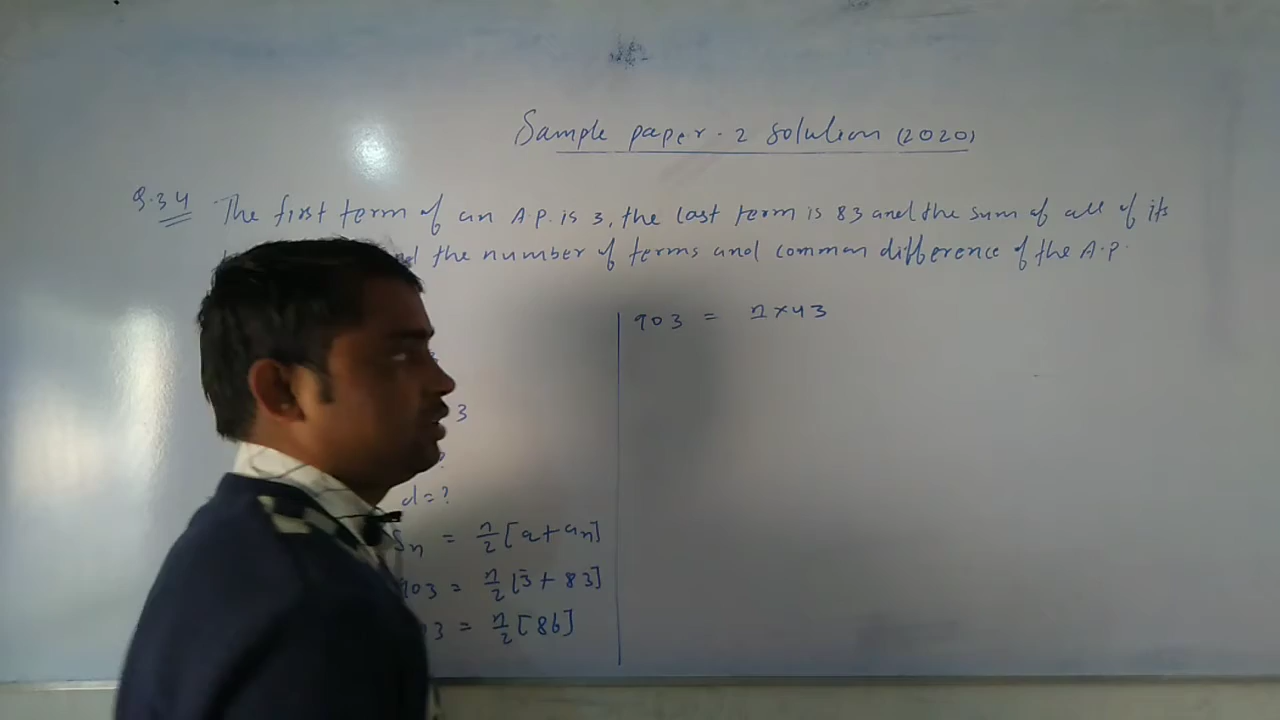 Sample paper - 2 Solution (2020)
Q.34 The first term of an A.P. is 3, the last term is 83 and the sum of all of its
the number of terms and common difference of the A.P.
903 = n×43
3
?
d = ?
Sn = n/2 [a + an]
903 = n/2 [3 + 83]
3 = n/2 [86]